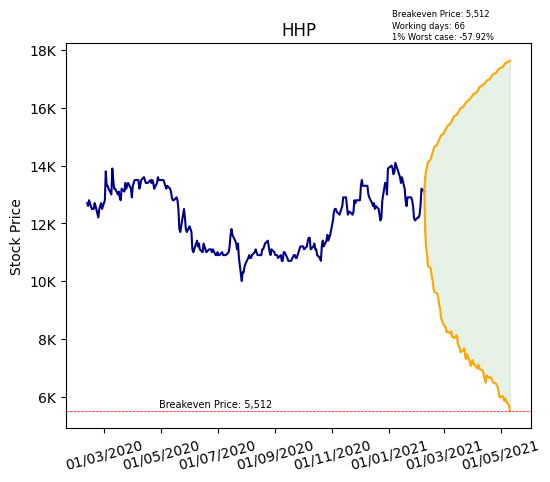 Breakeven Price: 5,512
Working days: 66
1% Worst case: -57.92%
HHP
Stock Price
18K
16K
14K
12K
10K
8K
6K
Breakeven Price: 5,512
01/03/2020 01/05/2020 01/07/2020 01/09/2020 01/11/2020 01/01/2021 01/03/2021 01/05/2021